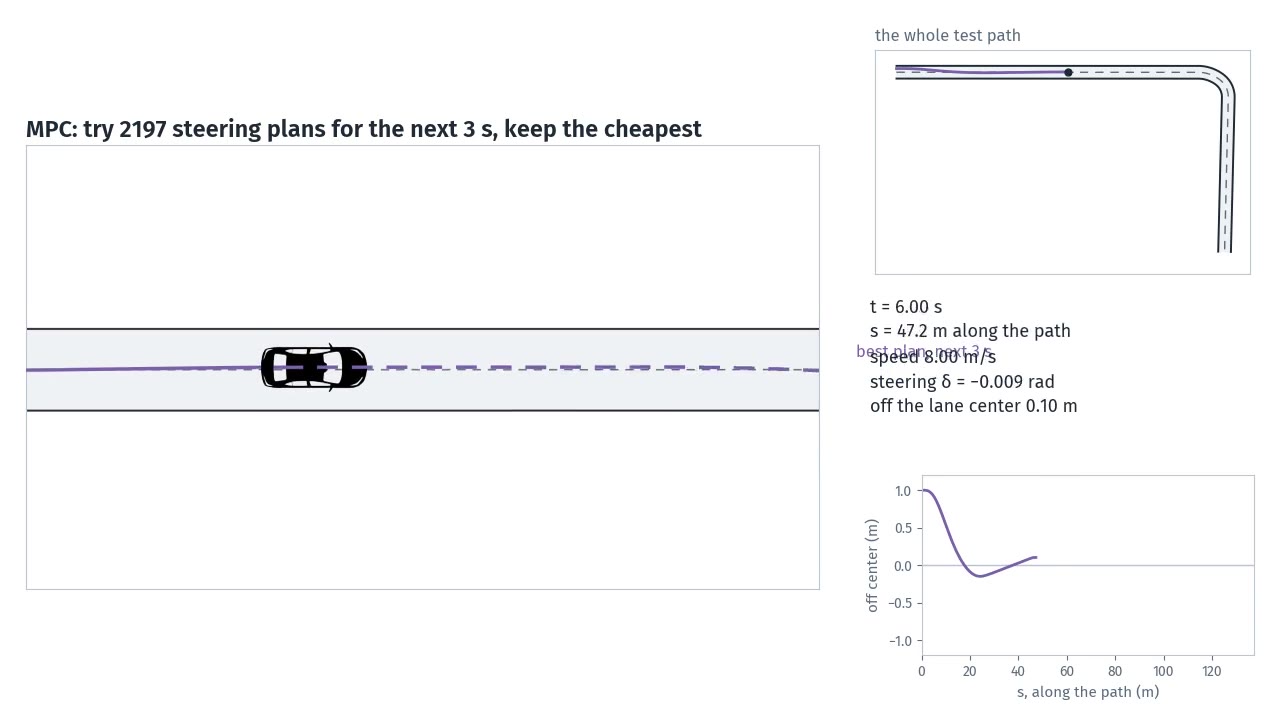 the whole test path
MPC: try 2197 steering plans for the next 3 s, keep the cheapest
t = 6.00 s
s = 47.2 m along the path
best plan, next 3 s
speed 8.00 m/s
steering δ = −0.009 rad
off the lane center 0.10 m
off center (m)
1.0
0.5
0.0
−0.5
−1.0
0 20 40 60 80 100 120
s, along the path (m)